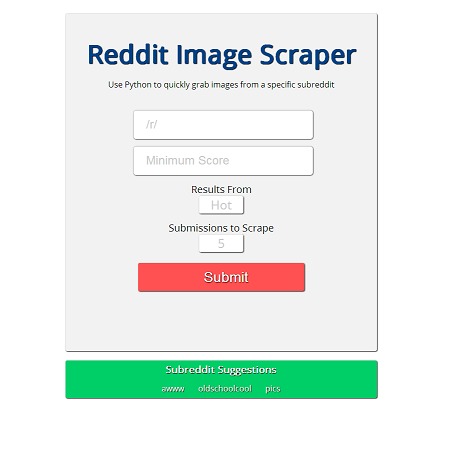 Reddit Image Scraper
Use Python to quickly grab images from a specific subreddit
/r/
Minimum Score
Results From
Hot
Submissions to Scrape
5
Submit
Subreddit Suggestions
awww oldschoolcool pics